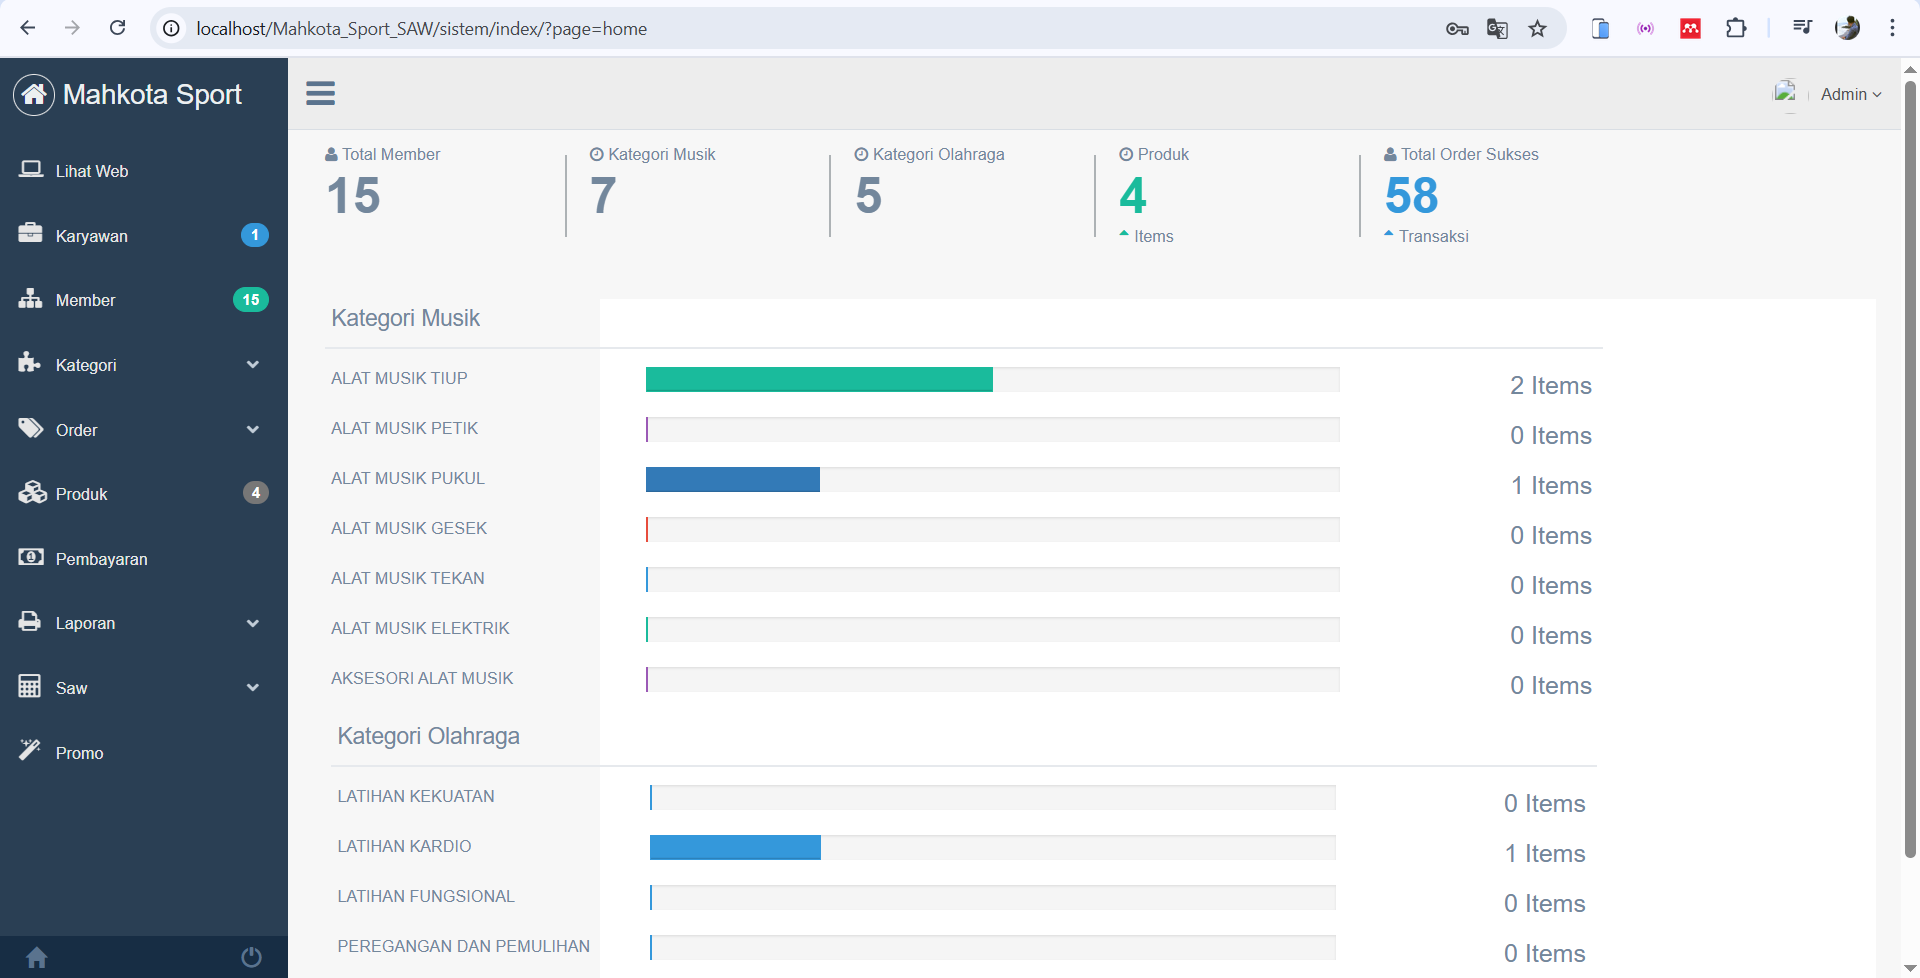 localhost/Mahkota_Sport_SAW/sistem/index/?page=home
Mahkota Sport
Admin
Lihat Web
Karyawan 1
Member 15
Kategori
Order
Produk 4
Pembayaran
Laporan
Saw
Promo
Total Member
15
Kategori Musik
7
Kategori Olahraga
5
Produk
4
Items
Total Order Sukses
58
Transaksi
Kategori Musik
ALAT MUSIK TIUP 2 Items
ALAT MUSIK PETIK 0 Items
ALAT MUSIK PUKUL 1 Items
ALAT MUSIK GESEK 0 Items
ALAT MUSIK TEKAN 0 Items
ALAT MUSIK ELEKTRIK 0 Items
AKSESORI ALAT MUSIK 0 Items
Kategori Olahraga
LATIHAN KEKUATAN 0 Items
LATIHAN KARDIO 1 Items
LATIHAN FUNGSIONAL 0 Items
PEREGANGAN DAN PEMULIHAN 0 Items